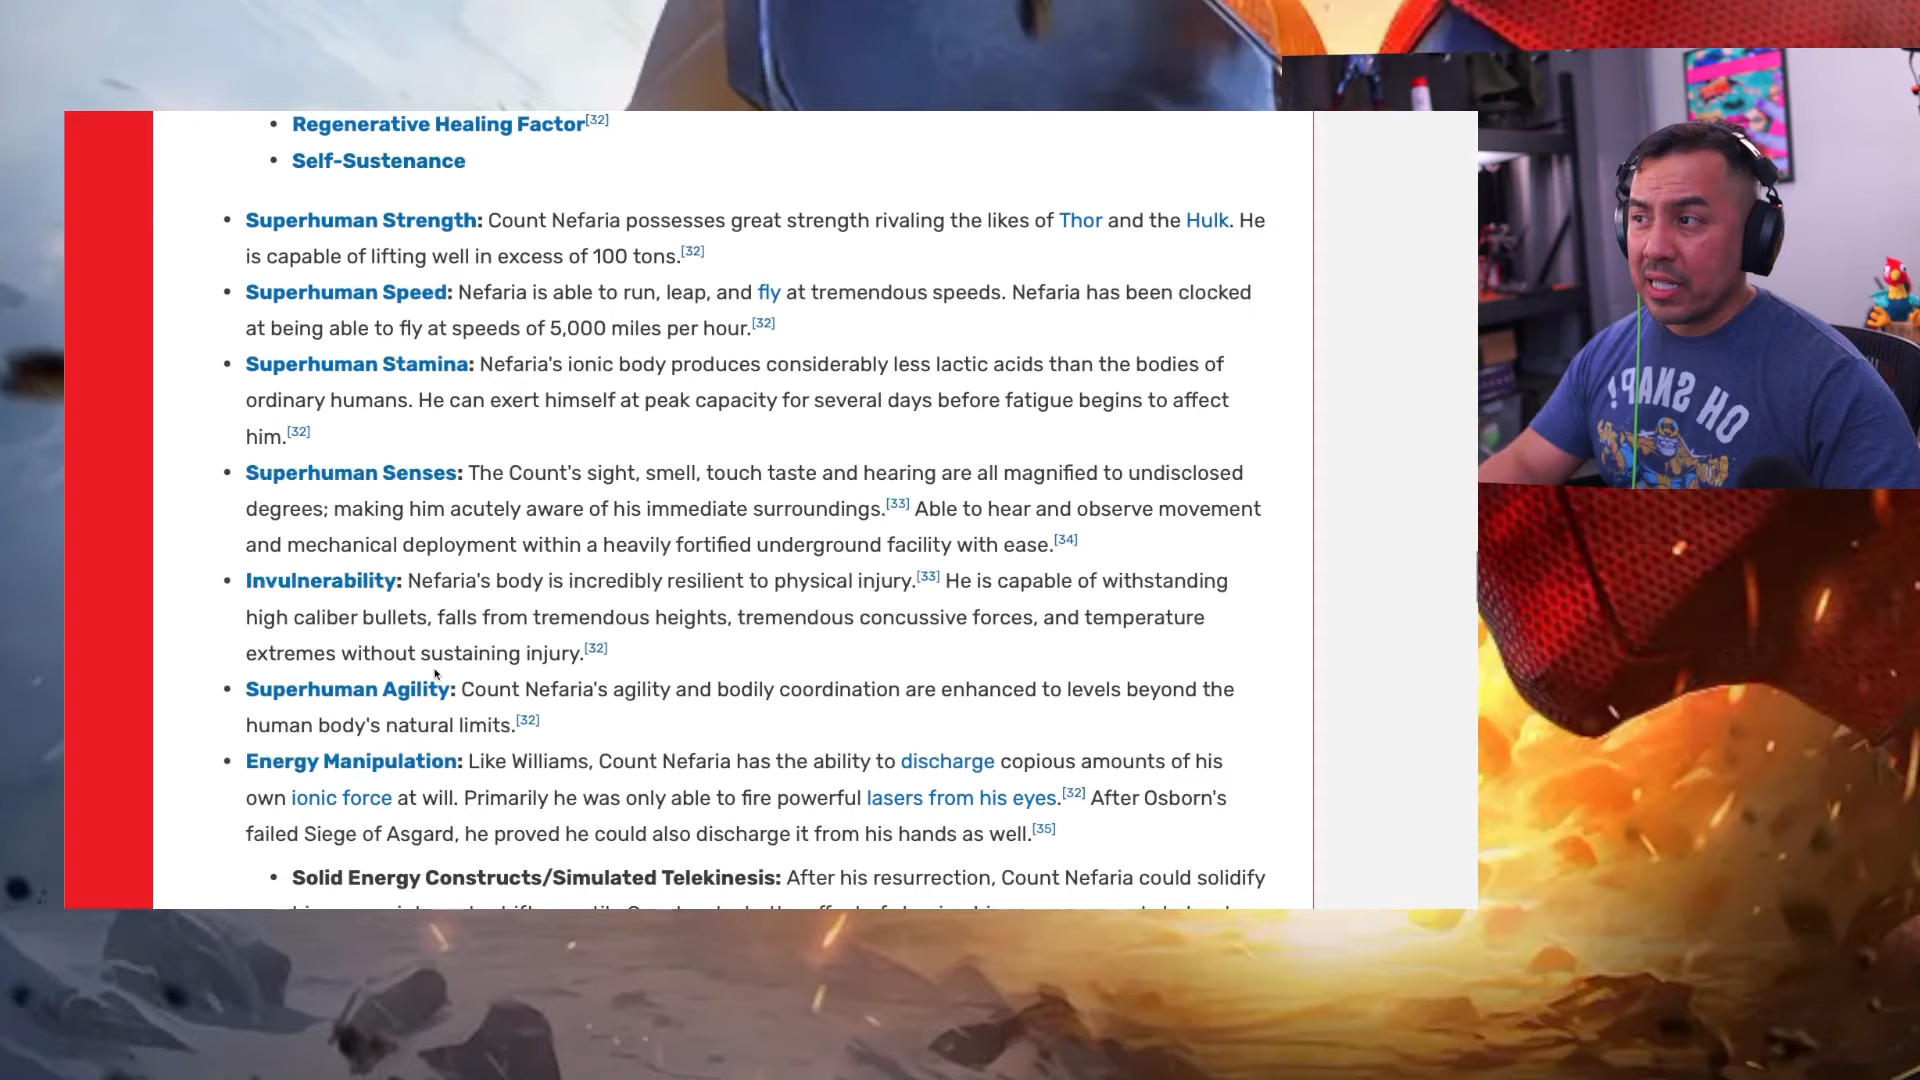 • Regenerative Healing Factor[32]
• Self-Sustenance
• Superhuman Strength: Count Nefaria possesses great strength rivaling the likes of Thor and the Hulk. He
is capable of lifting well in excess of 100 tons.[32]
• Superhuman Speed: Nefaria is able to run, leap, and fly at tremendous speeds. Nefaria has been clocked
at being able to fly at speeds of 5,000 miles per hour.[32]
• Superhuman Stamina: Nefaria's ionic body produces considerably less lactic acids than the bodies of
ordinary humans. He can exert himself at peak capacity for several days before fatigue begins to affect
him.[32]
• Superhuman Senses: The Count's sight, smell, touch taste and hearing are all magnified to undisclosed
degrees; making him acutely aware of his immediate surroundings.[33] Able to hear and observe movement
and mechanical deployment within a heavily fortified underground facility with ease.[34]
• Invulnerability: Nefaria's body is incredibly resilient to physical injury.[33] He is capable of withstanding
high caliber bullets, falls from tremendous heights, tremendous concussive forces, and temperature
extremes without sustaining injury.[32]
• Superhuman Agility: Count Nefaria's agility and bodily coordination are enhanced to levels beyond the
human body's natural limits.[32]
• Energy Manipulation: Like Williams, Count Nefaria has the ability to discharge copious amounts of his
own ionic force at will. Primarily he was only able to fire powerful lasers from his eyes.[32] After Osborn's
failed Siege of Asgard, he proved he could also discharge it from his hands as well.[35]
• Solid Energy Constructs/Simulated Telekinesis: After his resurrection, Count Nefaria could solidify
OH SNAP!